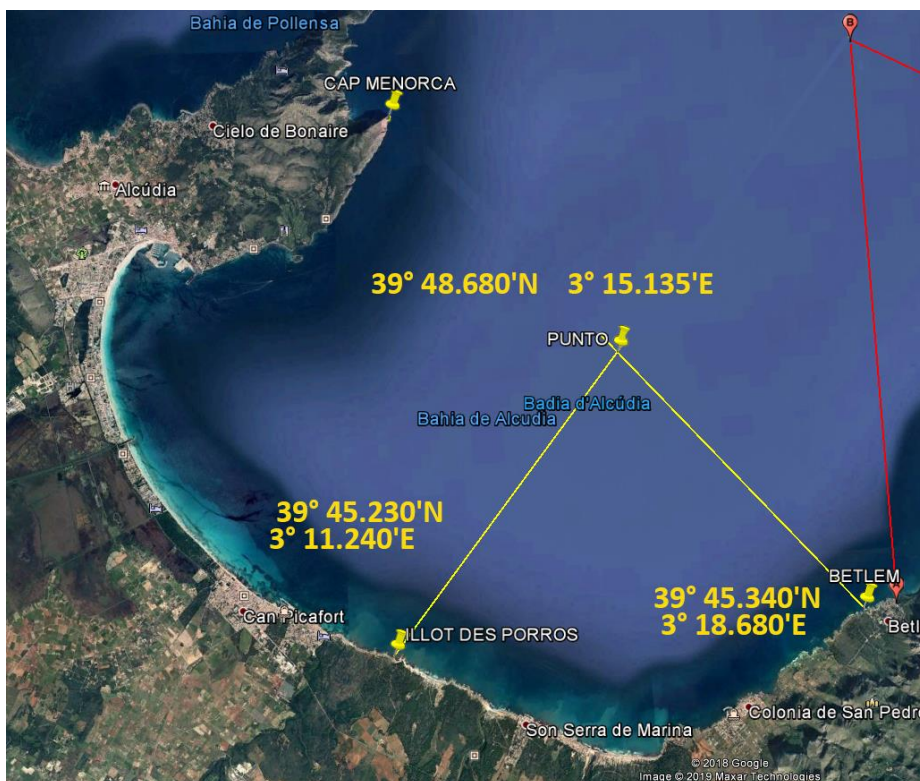 Bahia de Pollensa
B
CAP MENORCA
Cielo de Bonaire
Alcúdia
39° 48.680'N 3° 15.135'E
PUNTO
Badia d'Alcúdia
Bahia de Alcudia
39° 45.230'N
3° 11.240'E
BETLEM
A
39° 45.340'N
3° 18.680'E
Betl
Can Picafort
ILLOT DES PORROS
Colonia de San Pedro
Son Serra de Marina
© 2018 Google
Image © 2019 Maxar Technologies